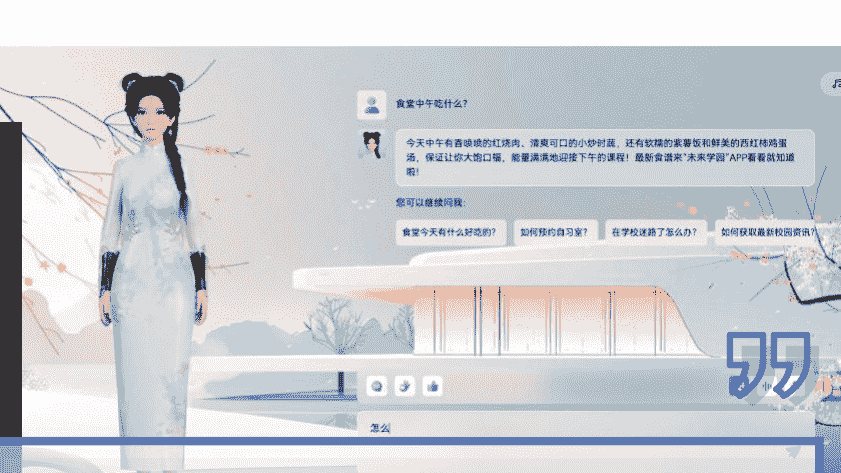 食堂中午吃什么?
今天中午有香喷喷的红烧肉、清爽可口的小炒时蔬，还有软糯的紫薯饭和鲜美的西红柿鸡蛋
汤，保证让你大饱口福，能量满满地迎接下午的课程！最新食谱来“未来学园”APP看看就知道
啦！
您可以继续问我:
食堂今天有什么好吃的?
如何预约自习室?
在学校迷路了怎么办?
如何获取最新校园资讯?
怎么